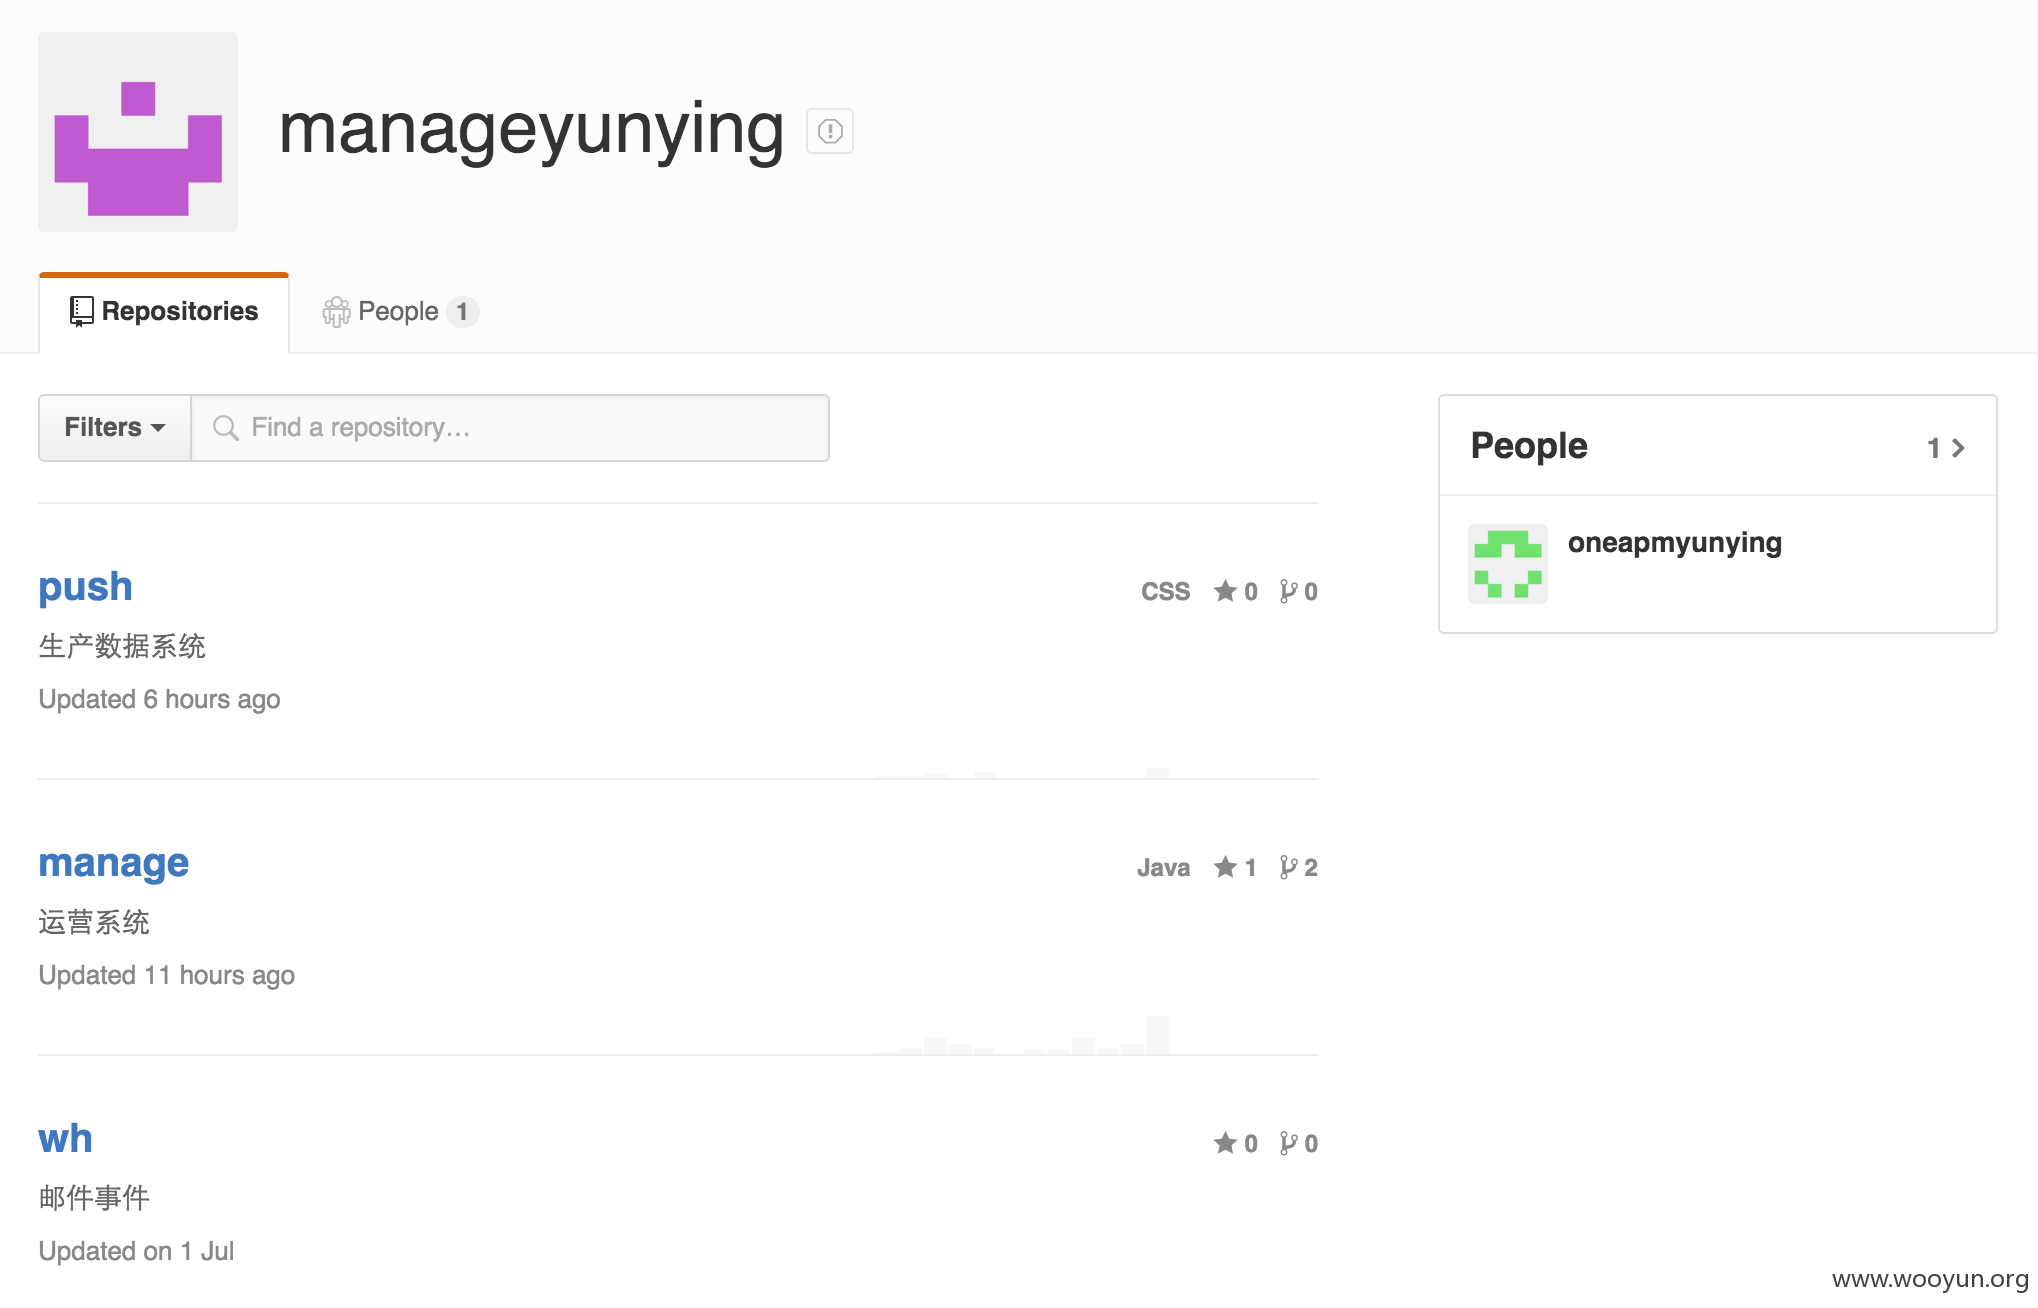 manageyunying
Repositories
People 1
Filters
Find a repository…
People 1
oneapmyunying
push
CSS 0 0
生产数据系统
Updated 6 hours ago
manage
Java 1 2
运营系统
Updated 11 hours ago
wh
0 0
邮件事件
Updated on 1 Jul
www.wooyun.org